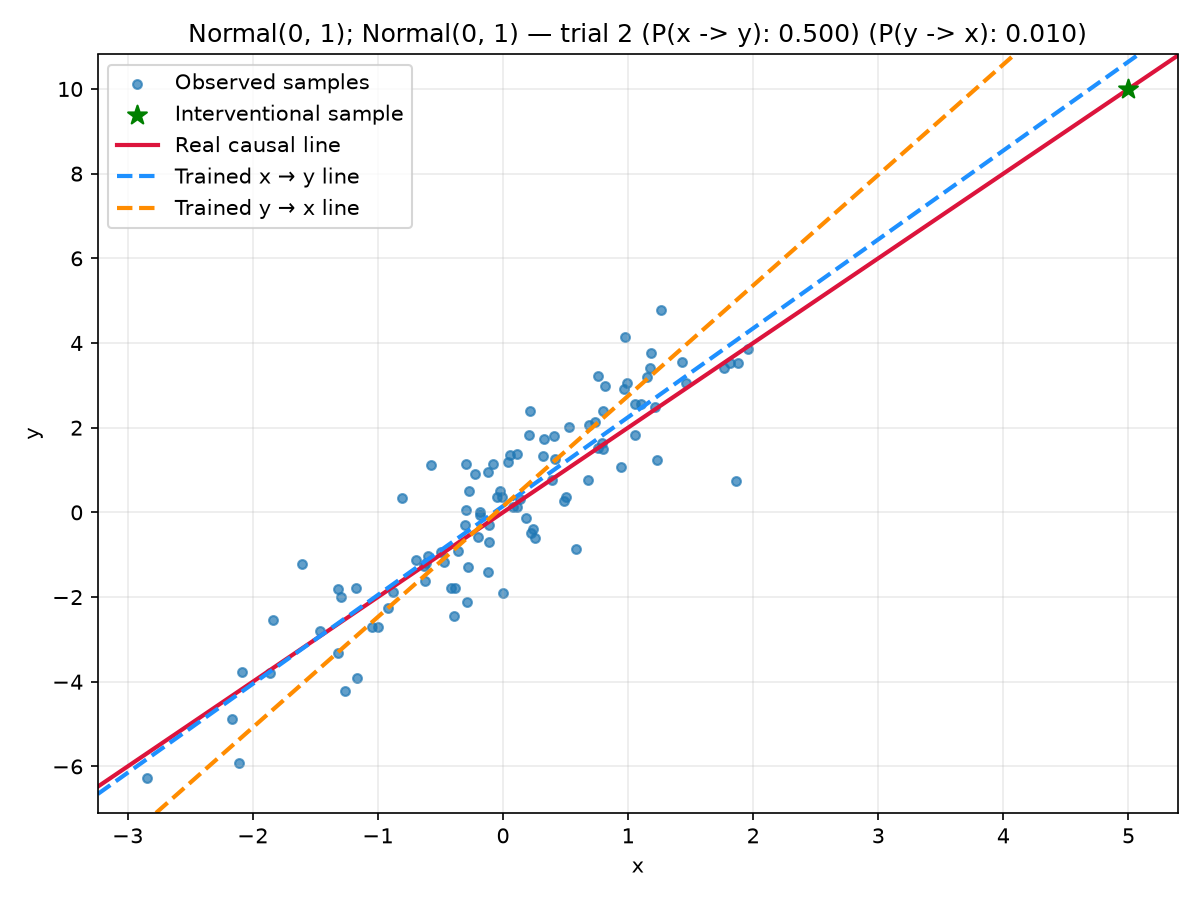 Normal(0, 1); Normal(0, 1) — trial 2 (P(x -> y): 0.500) (P(y -> x): 0.010)
Observed samples
Interventional sample
Real causal line
Trained x → y line
Trained y → x line
10
8
6
4
2
0
−2
−4
−6
y
−3 −2 −1 0 1 2 3 4 5
x